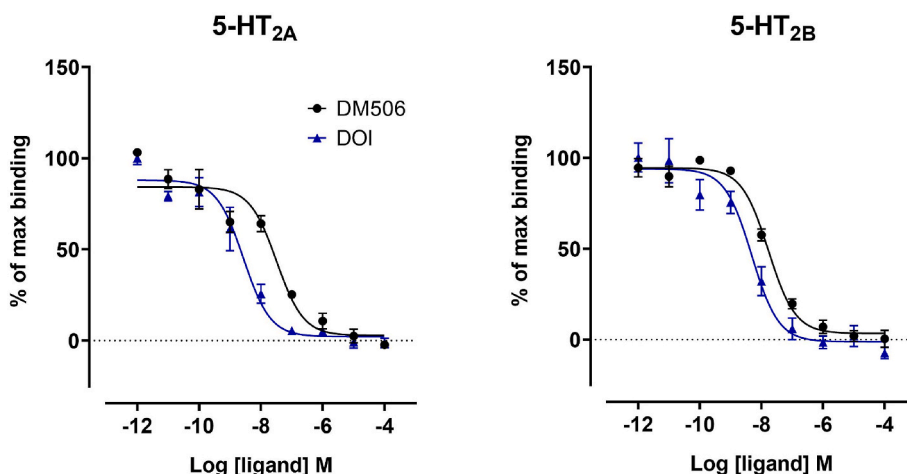 5-HT2A
% of max binding
150
100
50
0
DM506
DOI
-12 -10 -8 -6 -4
Log [ligand] M
5-HT2B
% of max binding
150
100
50
0
-12 -10 -8 -6 -4
Log [ligand] M